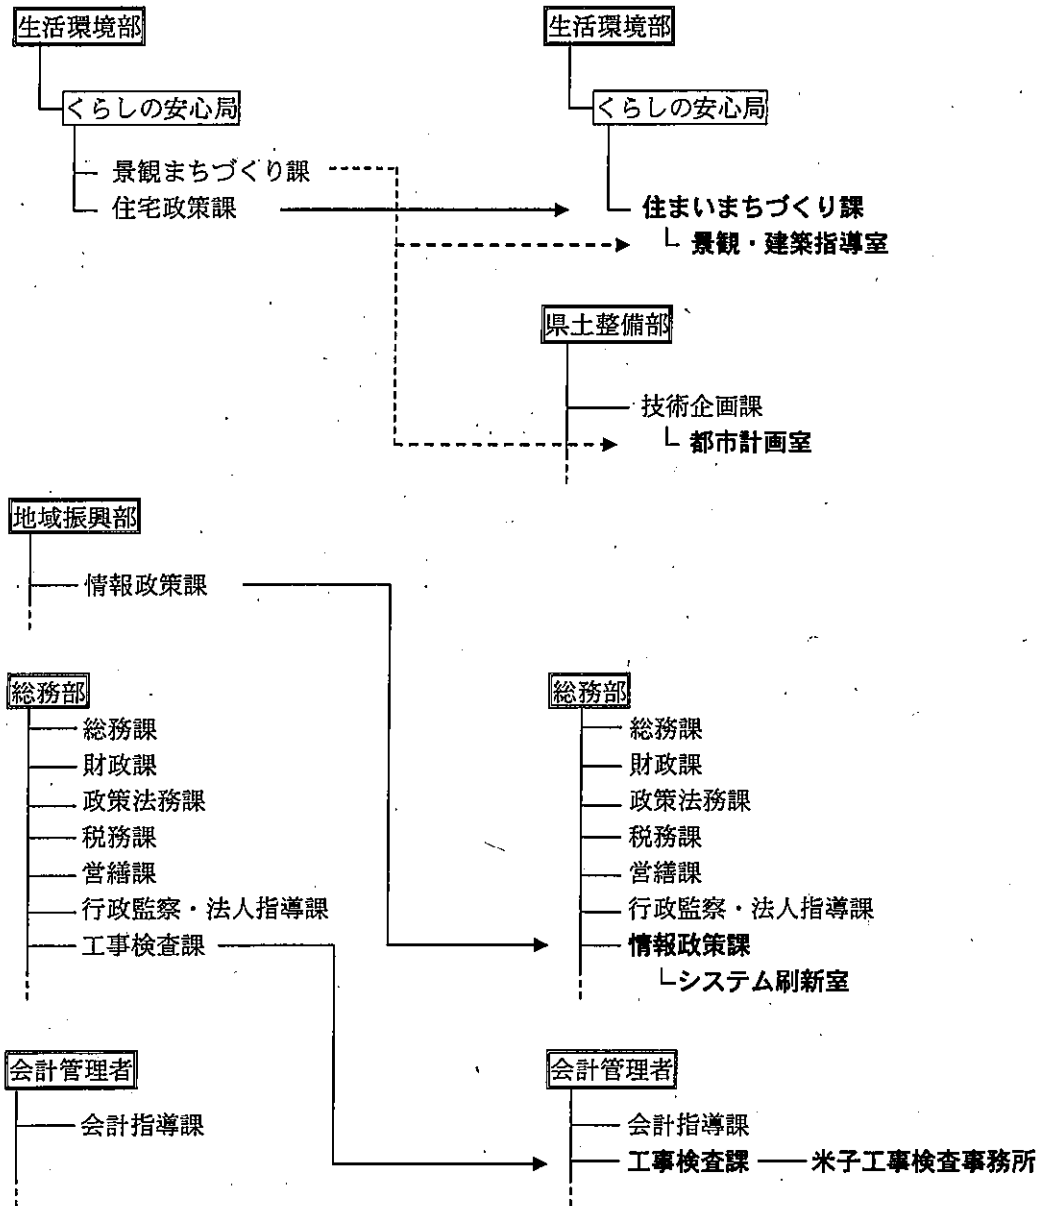 生活環境部 生活環境部
くらしの安心局 くらしの安心局
景観まちづくり課
住宅政策課 住まいまちづくり課
景観・建築指導室
県土整備部
技術企画課
都市計画室
地域振興部
情報政策課
総務部 総務部
総務課 総務課
財政課 財政課
政策法務課 政策法務課
税務課 税務課
営繕課 営繕課
行政監察・法人指導課 行政監察・法人指導課
工事検査課 情報政策課
システム刷新室
会計管理者 会計管理者
会計指導課 会計指導課
工事検査課 米子工事検査事務所